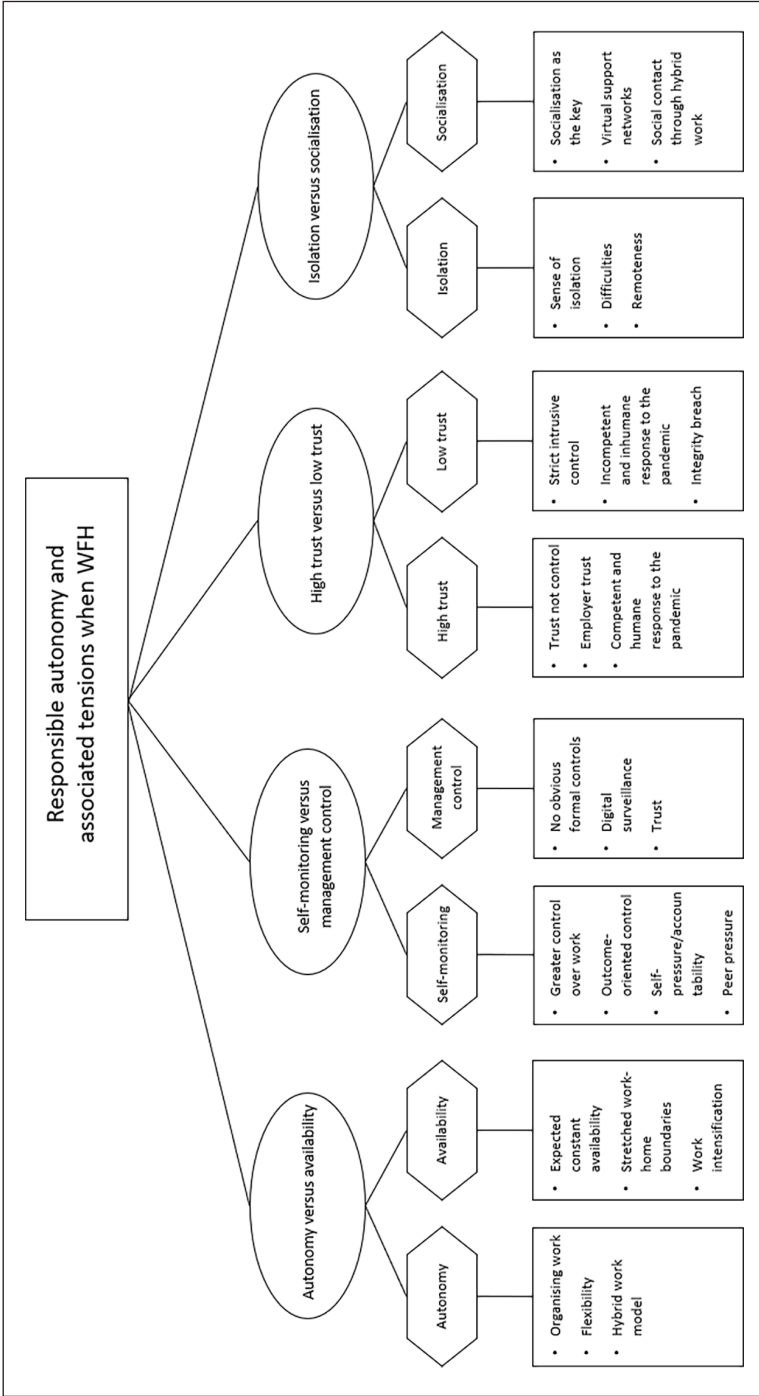 Responsible autonomy and
associated tensions when WFH
Autonomy versus availability
Self-monitoring versus
management control
High trust versus low trust
Isolation versus socialisation
Autonomy
Availability
Self-monitoring
Management
control
High trust
Low trust
Isolation
Socialisation
• Organising work
• Flexibility
• Hybrid work
model
• Expected
constant
availability
• Stretched work-
home
boundaries
• Work
intensification
• Greater control
over work
• Outcome-
oriented control
• Self-
pressure/accoun
tability
• Peer pressure
• No obvious
formal controls
• Digital
surveillance
• Trust
• Trust not control
• Employer trust
• Competent and
humane
response to the
pandemic
• Strict intrusive
control
• Incompetent
and inhumane
response to the
pandemic
• Integrity breach
• Sense of
isolation
• Difficulties
• Remoteness
• Socialisation as
the key
• Virtual support
networks
• Social contact
through hybrid
work